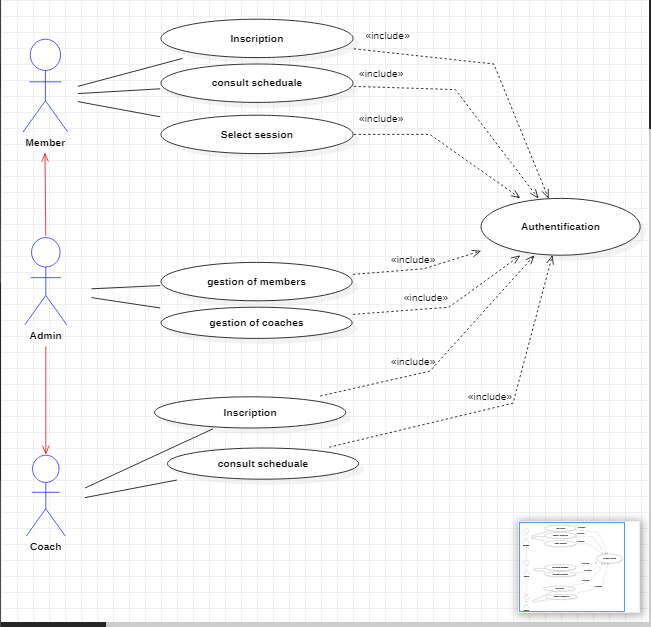 Inscription
«include»
consult scheduale
«include»
Select session
«include»
Member
Authentification
gestion of members
«include»
gestion of coaches
«include»
Admin
«include»
Inscription
«include»
consult scheduale
Coach